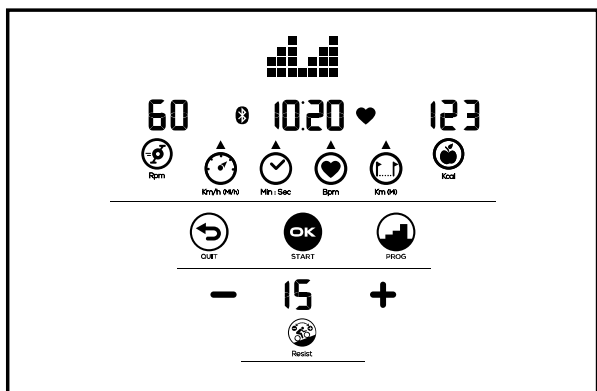 60 10:20 123
Rpm Km/h (Mi/h) Min : Sec Bpm Km (Mi) Kcal
QUIT OK START PROG
- 15 +
Resist